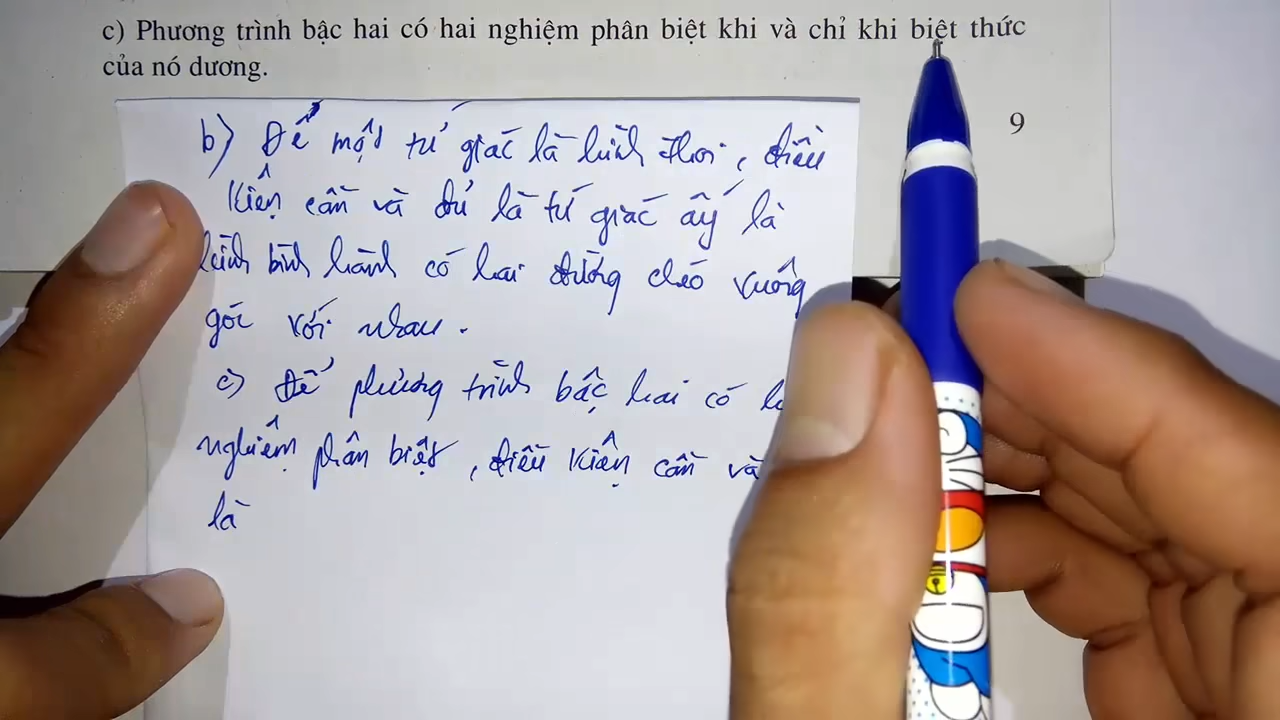 c) Phương trình bậc hai có hai nghiệm phân biệt khi và chỉ khi biệt thức
của nó dương.
9
b) Để một tứ giác là hình thoi, điều
kiện cần và đủ là tứ giác ấy là
hình bình hành có hai đường chéo vuông
góc với nhau.
c) Để phương trình bậc hai có
nghiệm phân biệt, điều kiện cần và
là